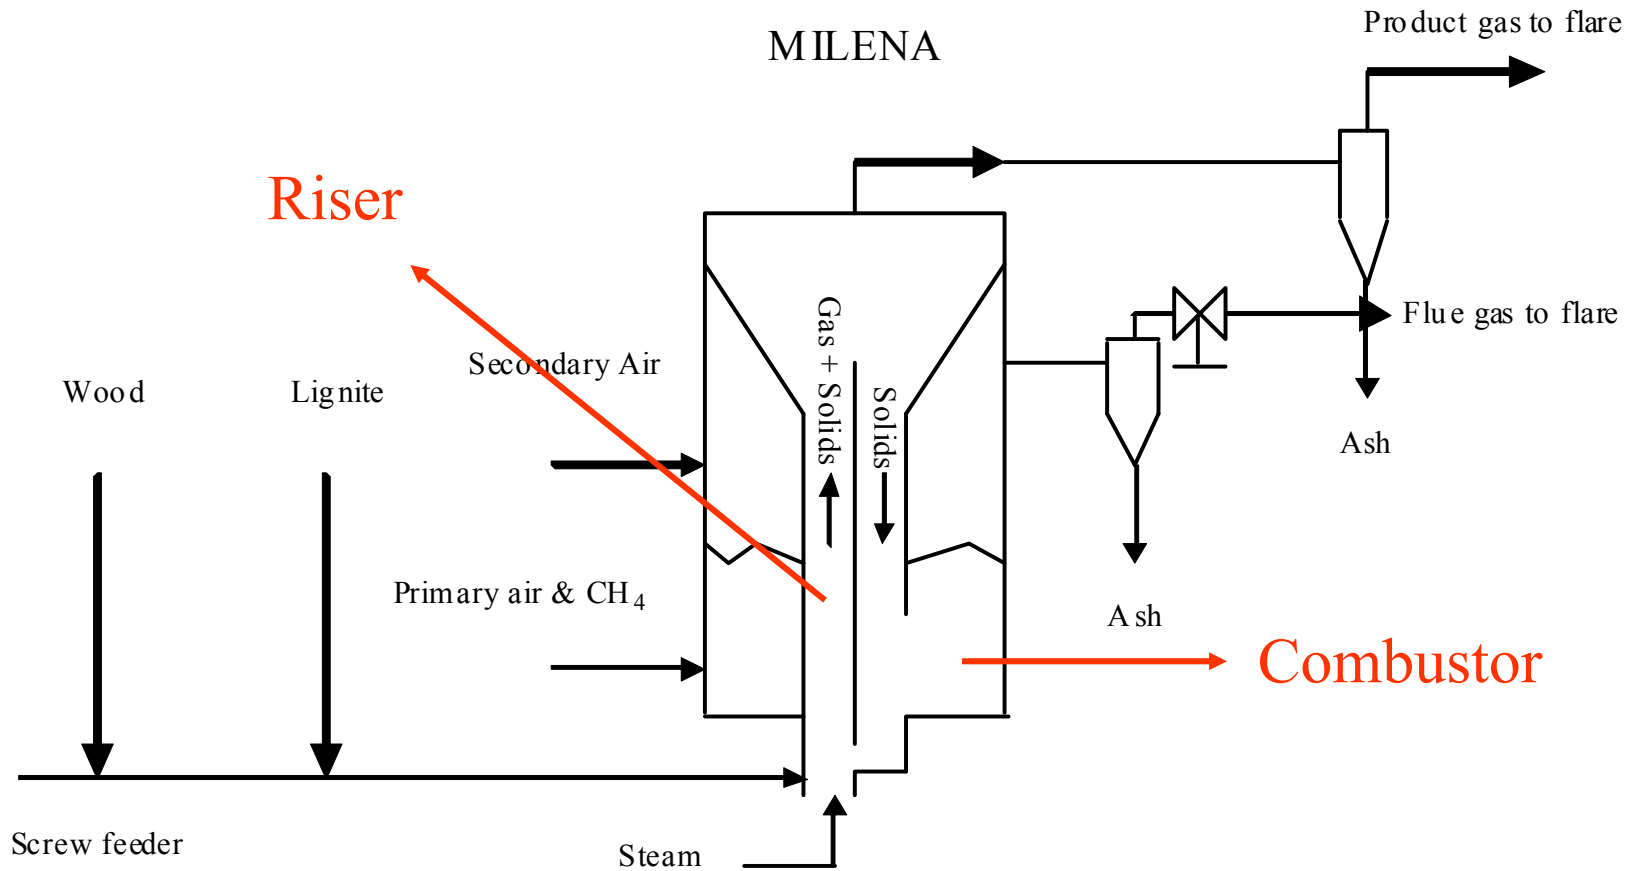 Product gas to flare
MILENA
Riser
Gas + Solids
Solids
Flue gas to flare
Secondary Air
Wood
Lignite
Ash
Primary air & CH4
Ash
Combustor
Screw feeder
Steam